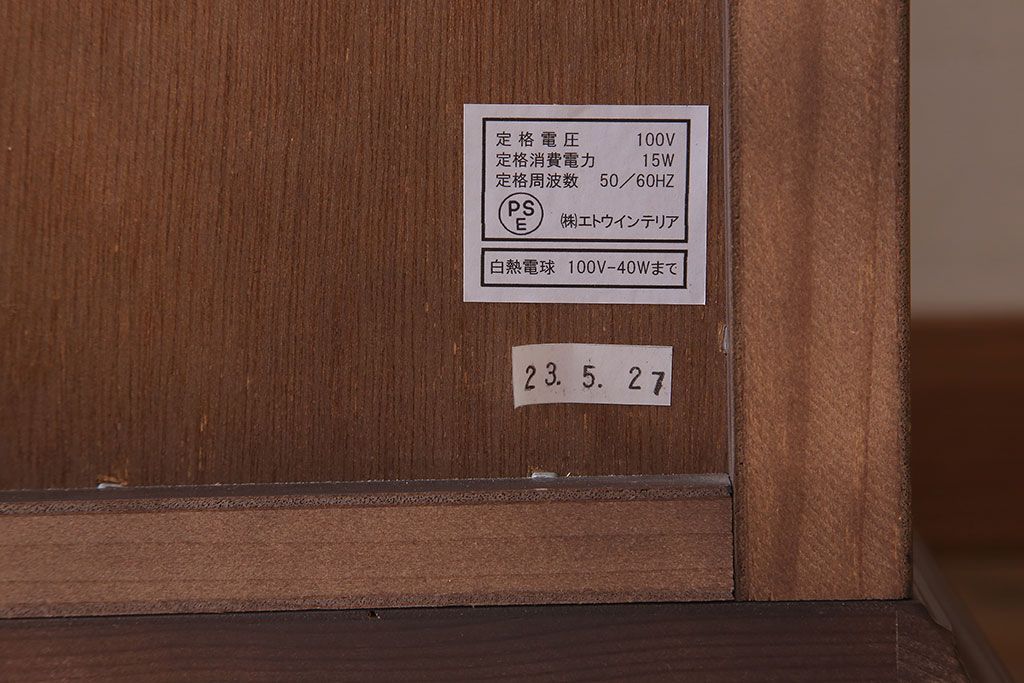 定格電圧 100V
定格消費電力 15W
定格周波数 50／60HZ
PSE ㈱エトウインテリア
白熱電球 100V-40Wまで
23. 5. 27